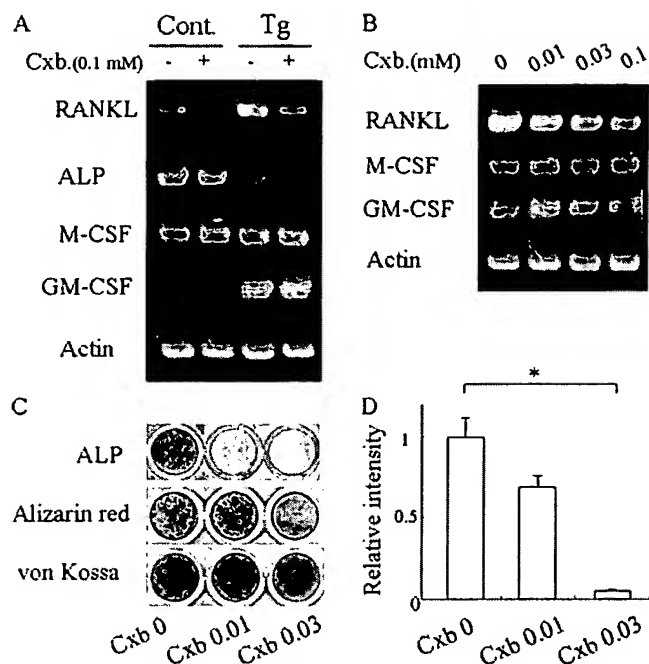 A
Cont. Tg
Cxb.(0.1 mM) - + - +
RANKL
ALP
M-CSF
GM-CSF
Actin
B
Cxb.(mM) 0 0.01 0.03 0.1
RANKL
M-CSF
GM-CSF
Actin
C
ALP
Alizarin red
von Kossa
Cxb 0 Cxb 0.01 Cxb 0.03
D
*
Relative intensity
1
0.5
0
Cxb 0 Cxb 0.01 Cxb 0.03